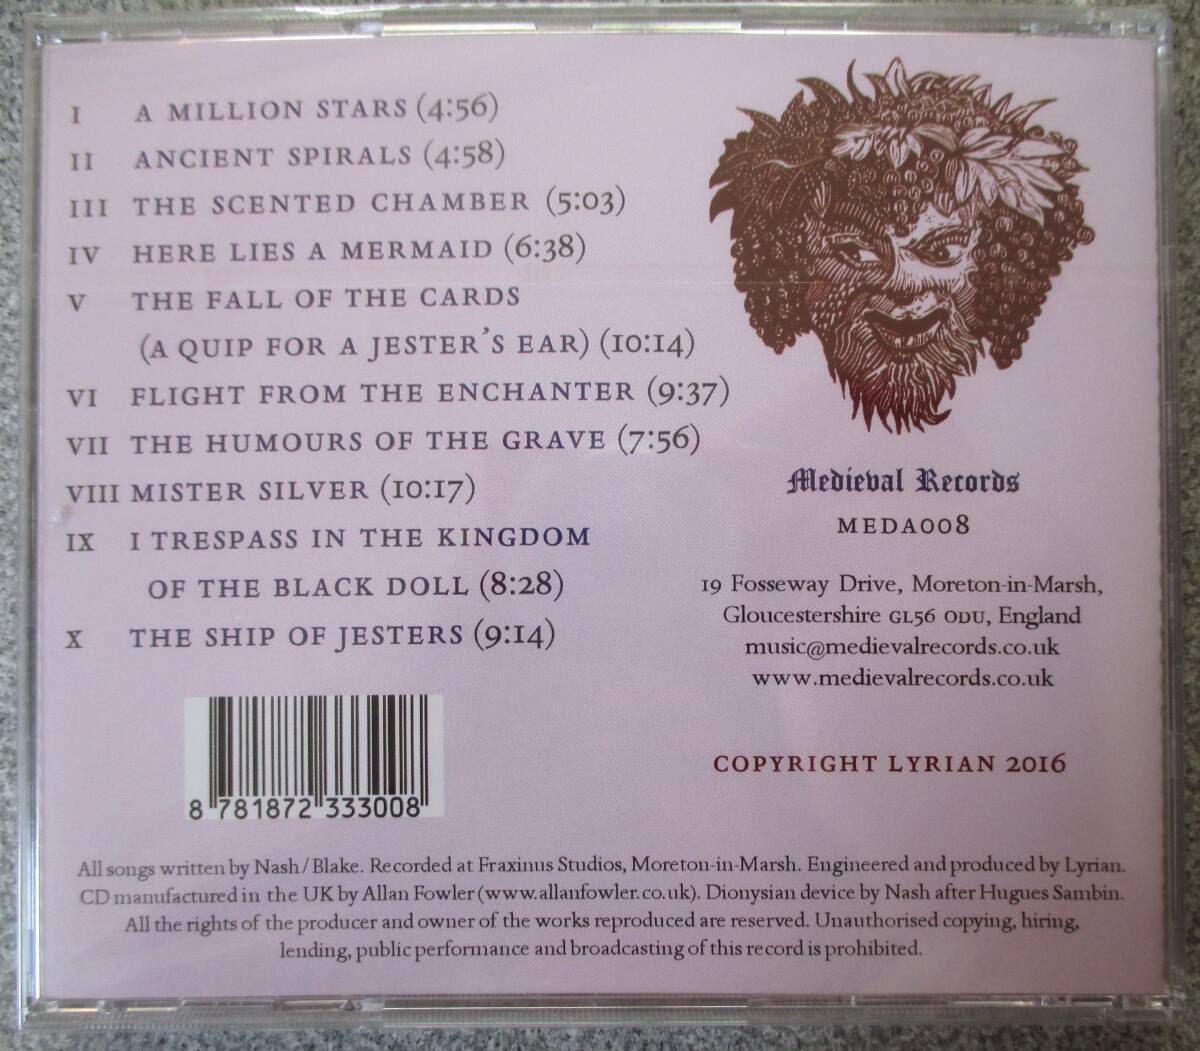 I A MILLION STARS (4:56)
II ANCIENT SPIRALS (4:58)
III THE SCENTED CHAMBER (5:03)
IV HERE LIES A MERMAID (6:38)
V THE FALL OF THE CARDS
(A QUIP FOR A JESTER'S EAR) (10:14)
VI FLIGHT FROM THE ENCHANTER (9:37)
VII THE HUMOURS OF THE GRAVE (7:56)
VIII MISTER SILVER (10:17)
IX I TRESPASS IN THE KINGDOM
OF THE BLACK DOLL (8:28)
X THE SHIP OF JESTERS (9:14)
Medieval Records
MEDA008
19 Fosseway Drive, Moreton-in-Marsh,
Gloucestershire GL56 0DU, England
music@medievalrecords.co.uk
www.medievalrecords.co.uk
COPYRIGHT LYRIAN 2016
8 781872 333008
All songs written by Nash / Blake. Recorded at Fraxinus Studios, Moreton-in-Marsh. Engineered and produced by Lyrian.
CD manufactured in the UK by Allan Fowler (www.allanfowler.co.uk). Dionysian device by Nash after Hugues Sambin.
All the rights of the producer and owner of the works reproduced are reserved. Unauthorised copying, hiring,
lending, public performance and broadcasting of this record is prohibited.